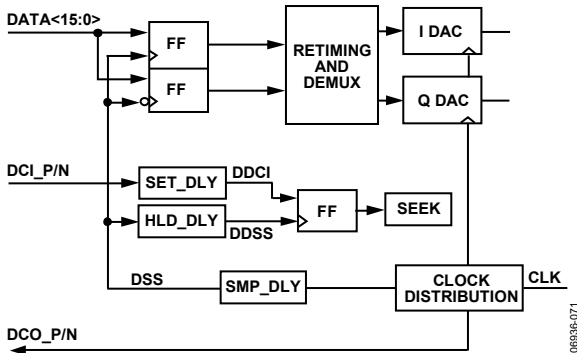 DATA<15:0>
FF
FF
RETIMING
AND
DEMUX
I DAC
Q DAC
DCI_P/N
SET_DLY
DDCI
HLD_DLY
DDSS
FF
SEEK
DSS
SMP_DLY
CLOCK
DISTRIBUTION
CLK
DCO_P/N
06936-071